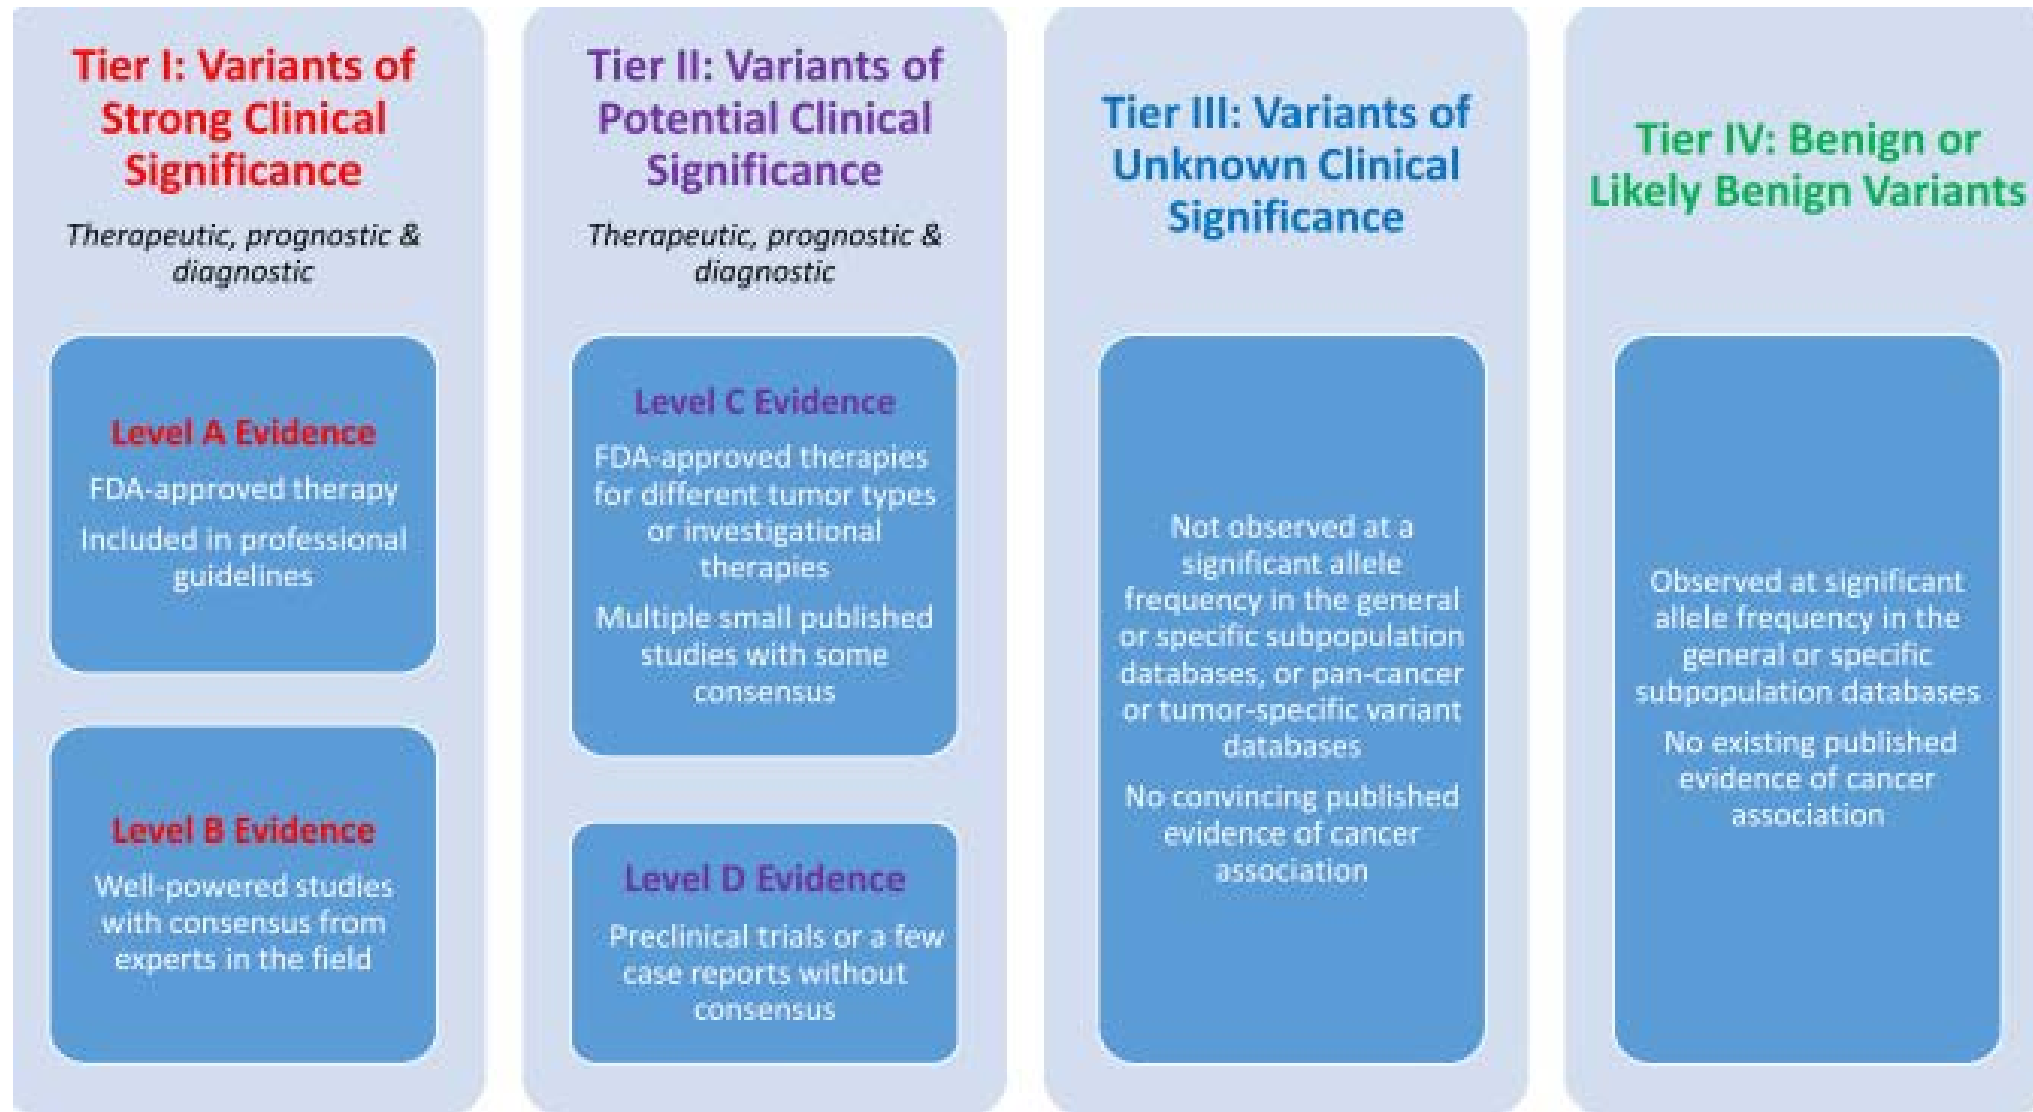 Tier I: Variants of
Strong Clinical
Significance
Therapeutic, prognostic &
diagnostic
Level A Evidence
FDA-approved therapy
Included in professional
guidelines
Level B Evidence
Well-powered studies
with consensus from
experts in the field
Tier II: Variants of
Potential Clinical
Significance
Therapeutic, prognostic &
diagnostic
Level C Evidence
FDA-approved therapies
for different tumor types
or investigational
therapies
Multiple small published
studies with some
consensus
Level D Evidence
Preclinical trials or a few
case reports without
consensus
Tier III: Variants of
Unknown Clinical
Significance
Not observed at a
significant allele
frequency in the general
or specific subpopulation
databases, or pan-cancer
or tumor-specific variant
databases
No convincing published
evidence of cancer
association
Tier IV: Benign or
Likely Benign Variants
Observed at significant
allele frequency in the
general or specific
subpopulation databases
No existing published
evidence of cancer
association